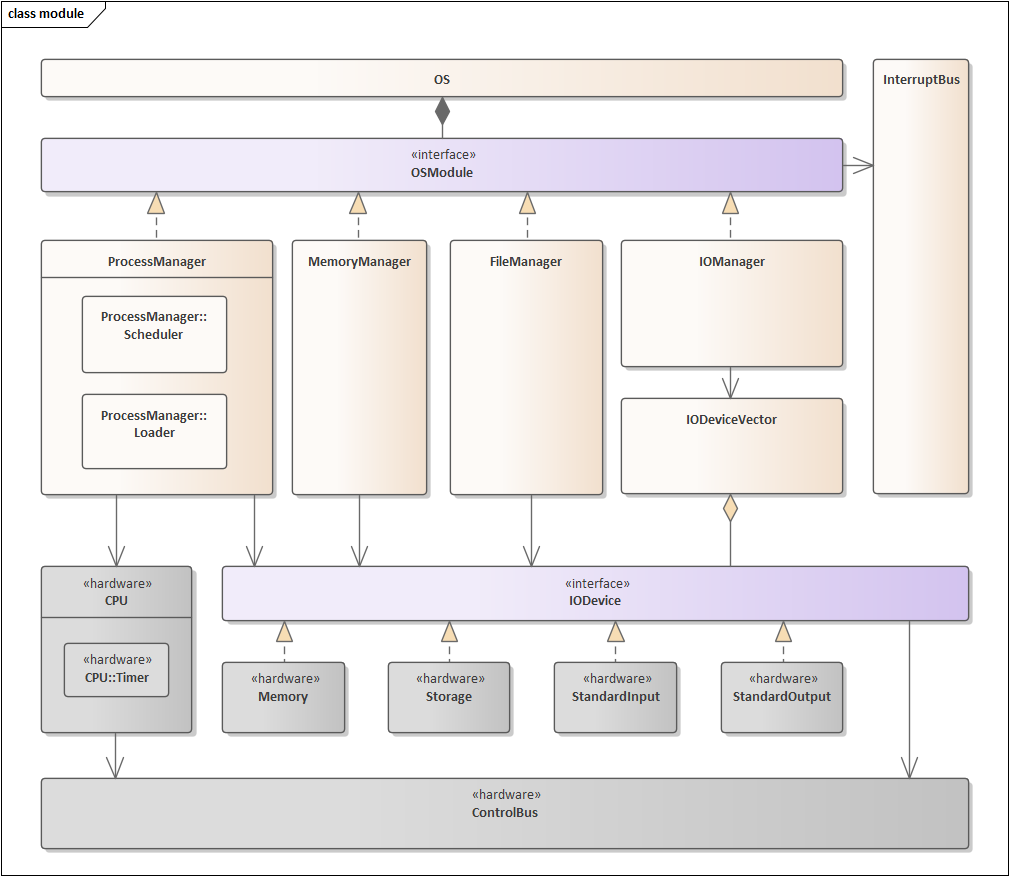 class module
OS
InterruptBus
«interface»
OSModule
ProcessManager
MemoryManager
FileManager
IOManager
ProcessManager::
Scheduler
ProcessManager::
Loader
IODeviceVector
«hardware»
CPU
«interface»
IODevice
«hardware»
CPU::Timer
«hardware»
Memory
«hardware»
Storage
«hardware»
StandardInput
«hardware»
StandardOutput
«hardware»
ControlBus